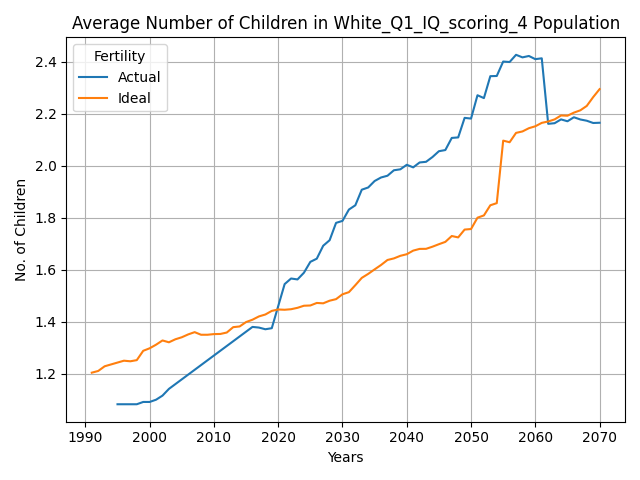 Average Number of Children in White_Q1_IQ_scoring_4 Population
No. of Children
2.4
2.2
2.0
1.8
1.6
1.4
1.2
Fertility
Actual
Ideal
1990 2000 2010 2020 2030 2040 2050 2060 2070
Years